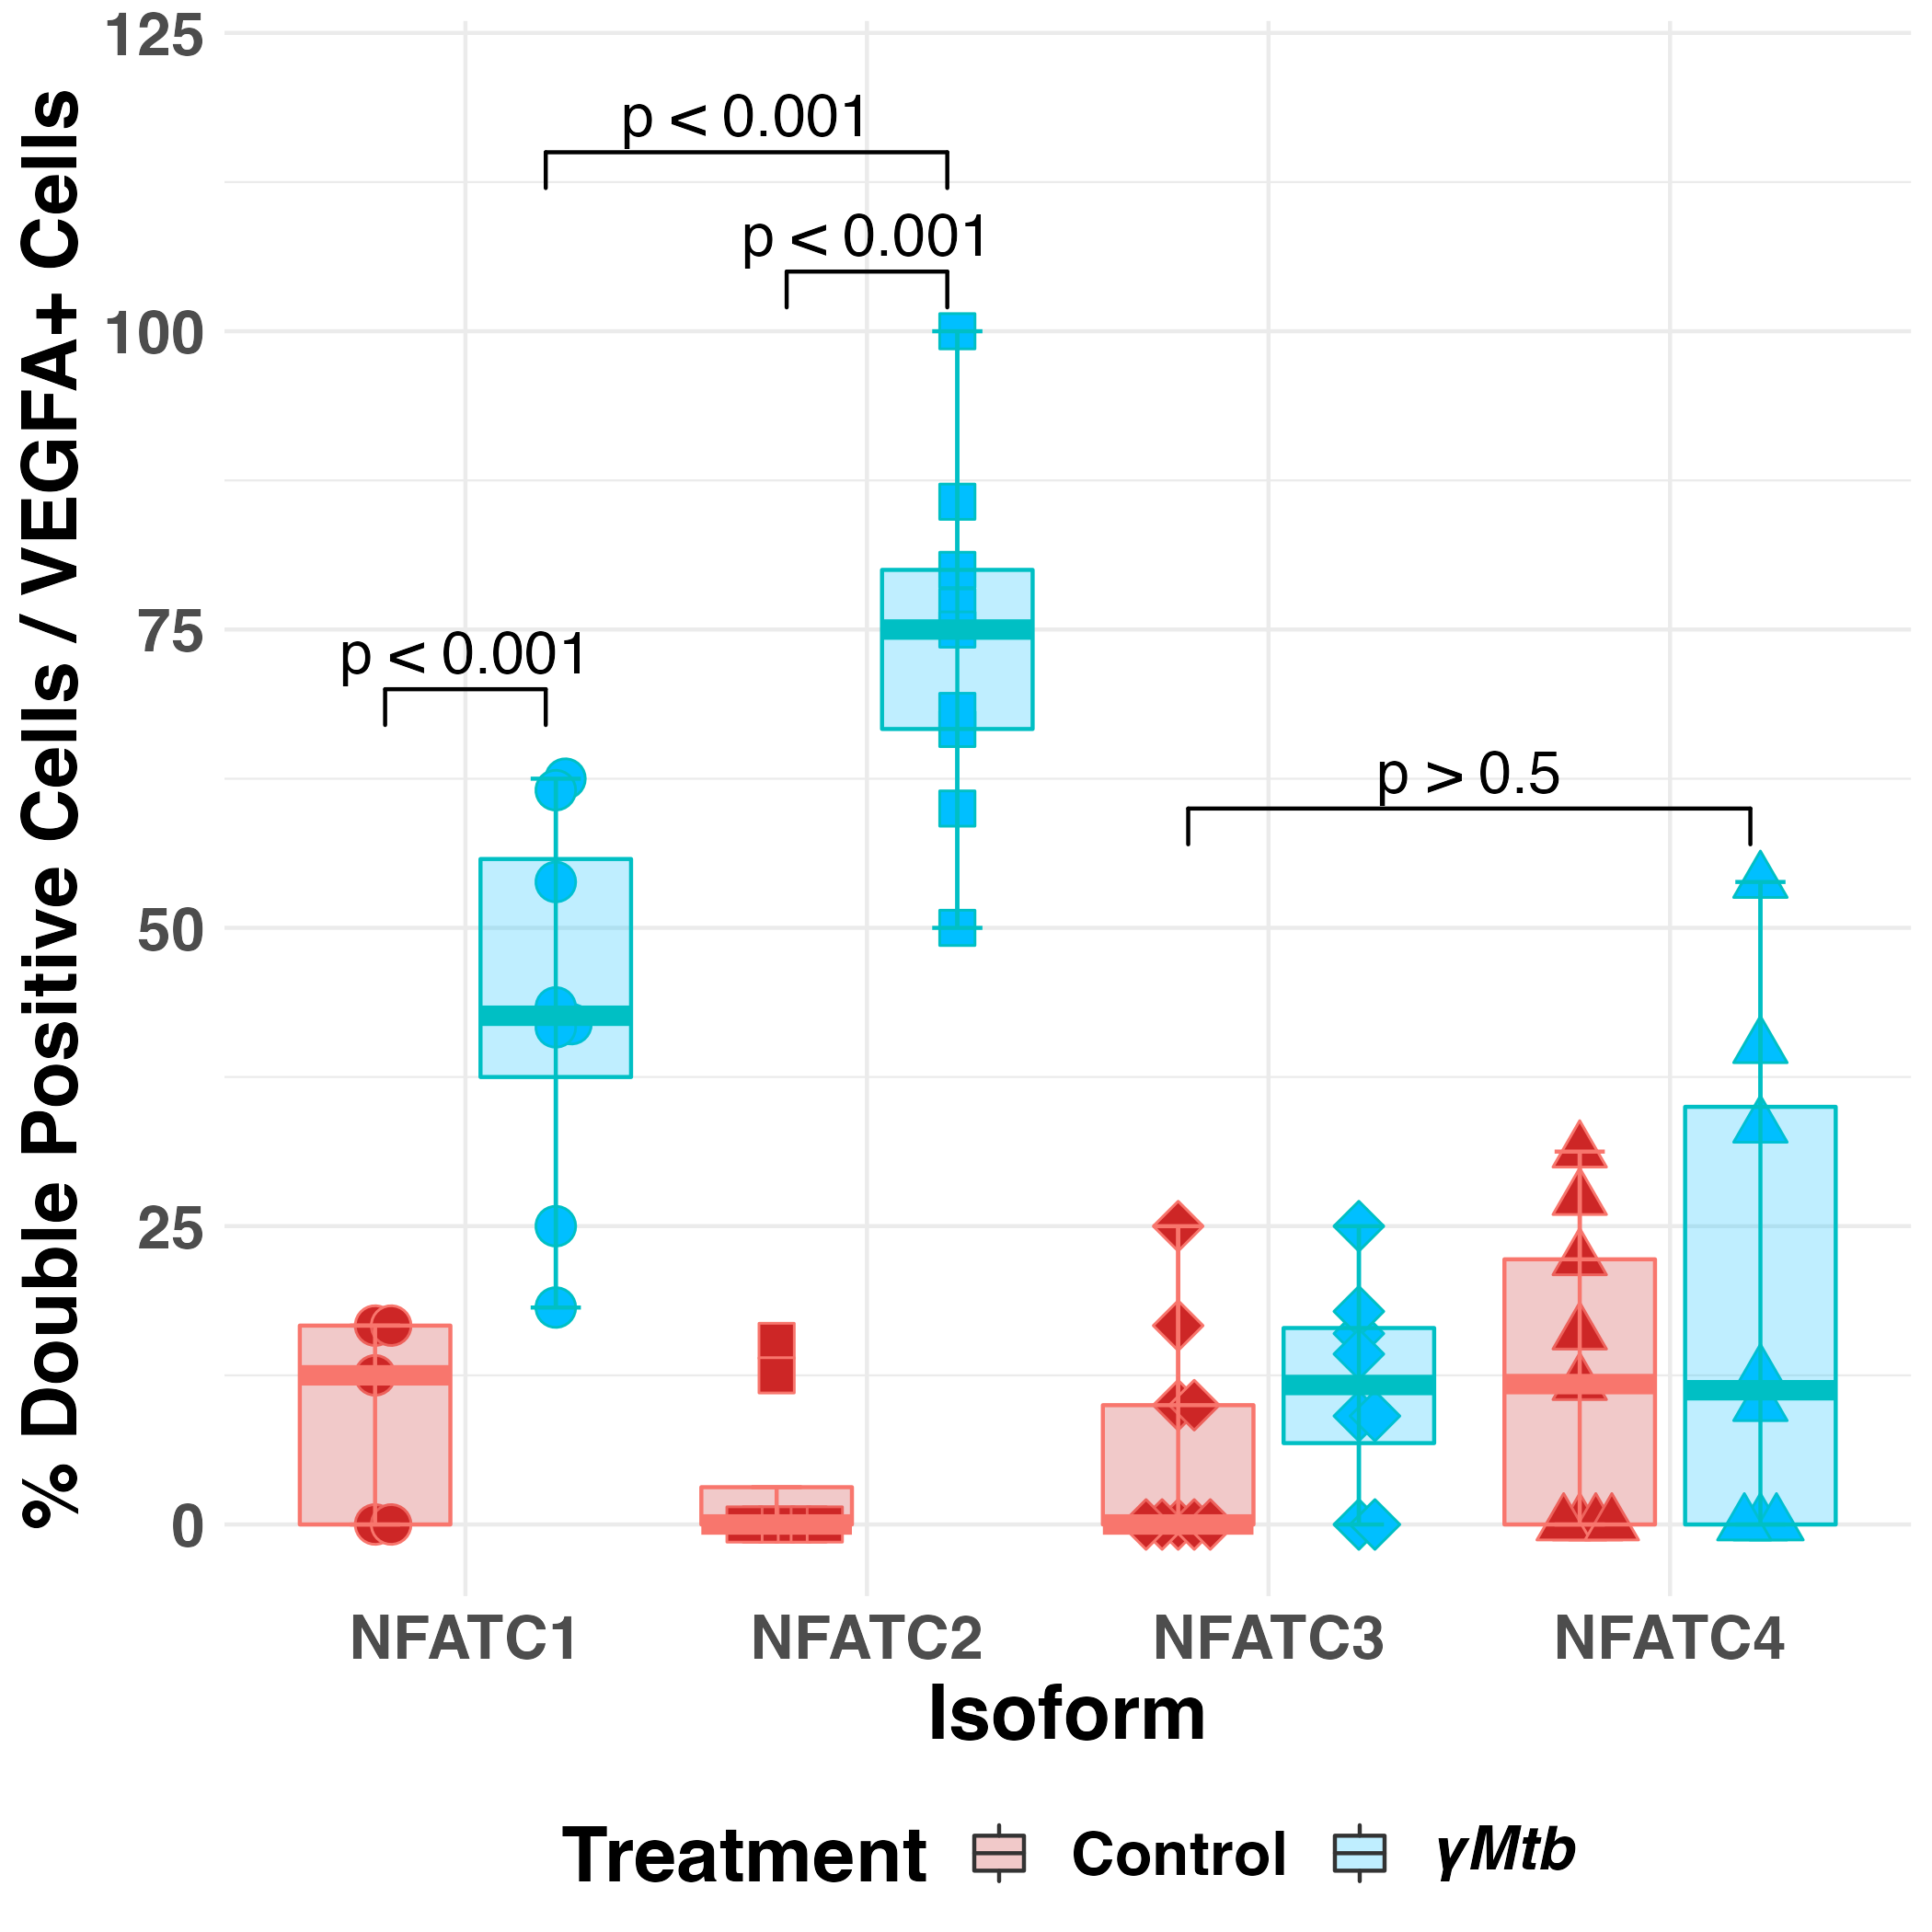 % Double Positive Cells / VEGFA+ Cells
125
100
75
50
25
0
p < 0.001
p < 0.001
p < 0.001
p > 0.5
NFATC1
NFATC2
NFATC3
NFATC4
Isoform
Treatment Control γMtb